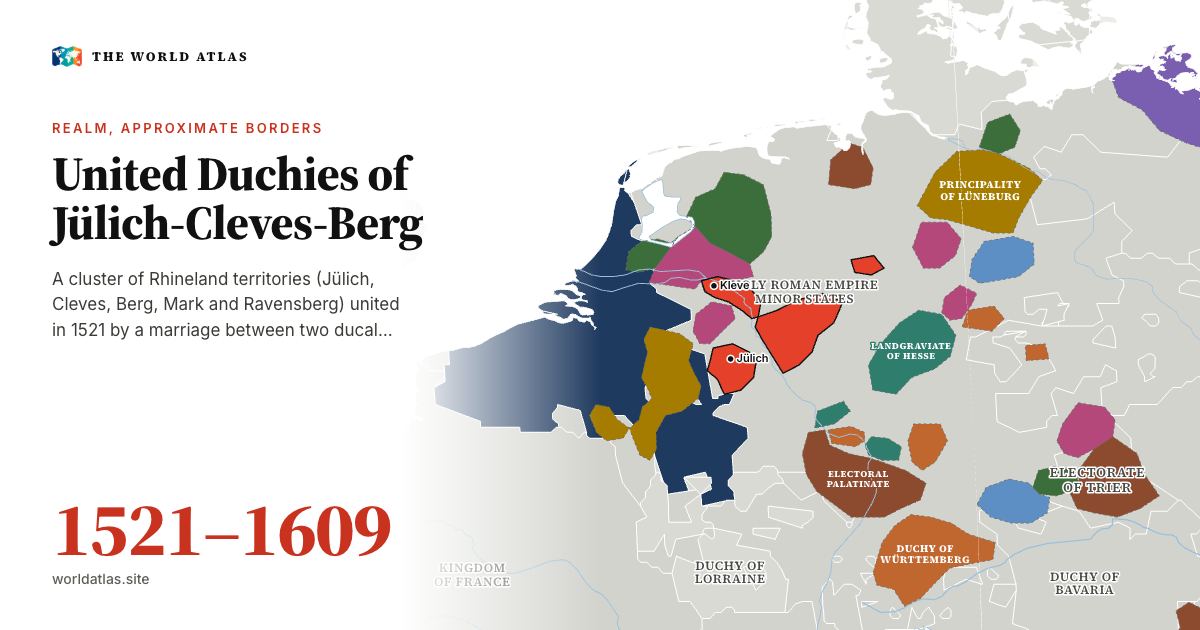 THE WORLD ATLAS
REALM, APPROXIMATE BORDERS
United Duchies of
Jülich-Cleves-Berg
A cluster of Rhineland territories (Jülich,
Cleves, Berg, Mark and Ravensberg) united
in 1521 by a marriage between two ducal...
1521–1609
worldatlas.site
PRINCIPALITY
OF LÜNEBURG
Kleve
LY ROMAN EMPIRE
MINOR STATES
Jülich
LANDGRAVIATE
OF HESSE
ELECTORAL
PALATINATE
ELECTORATE
OF TRIER
DUCHY OF
WÜRTTEMBERG
KINGDOM
OF FRANCE
DUCHY OF
LORRAINE
DUCHY OF
BAVARIA